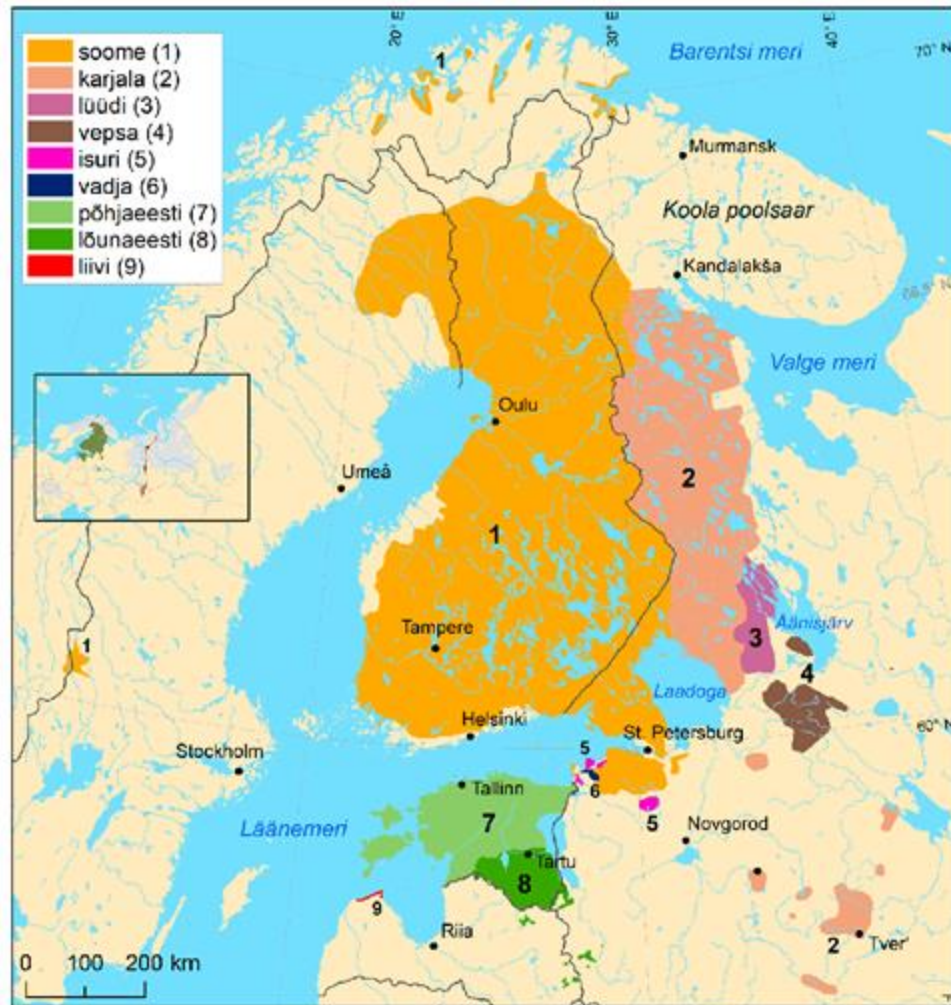 soome (1)
karjala (2)
lüüdi (3)
vepsa (4)
isuri (5)
vadja (6)
põhjaeesti (7)
lõunaeesti (8)
liivi (9)
20° E
30° E
40° E
70° N
1
Barentsi meri
Murmansk
Koola poolsaar
Kandalakša
66.5° N
Valge meri
Oulu
Umeå
2
1
Äänisjärv
Tampere
1
3
4
Laadoga
Helsinki
60° N
Stockholm
St. Petersburg
5
6
Tallinn
5
Läänemeri
7
Novgorod
Tartu
8
9
Riia
2
Tver'
0 100 200 km